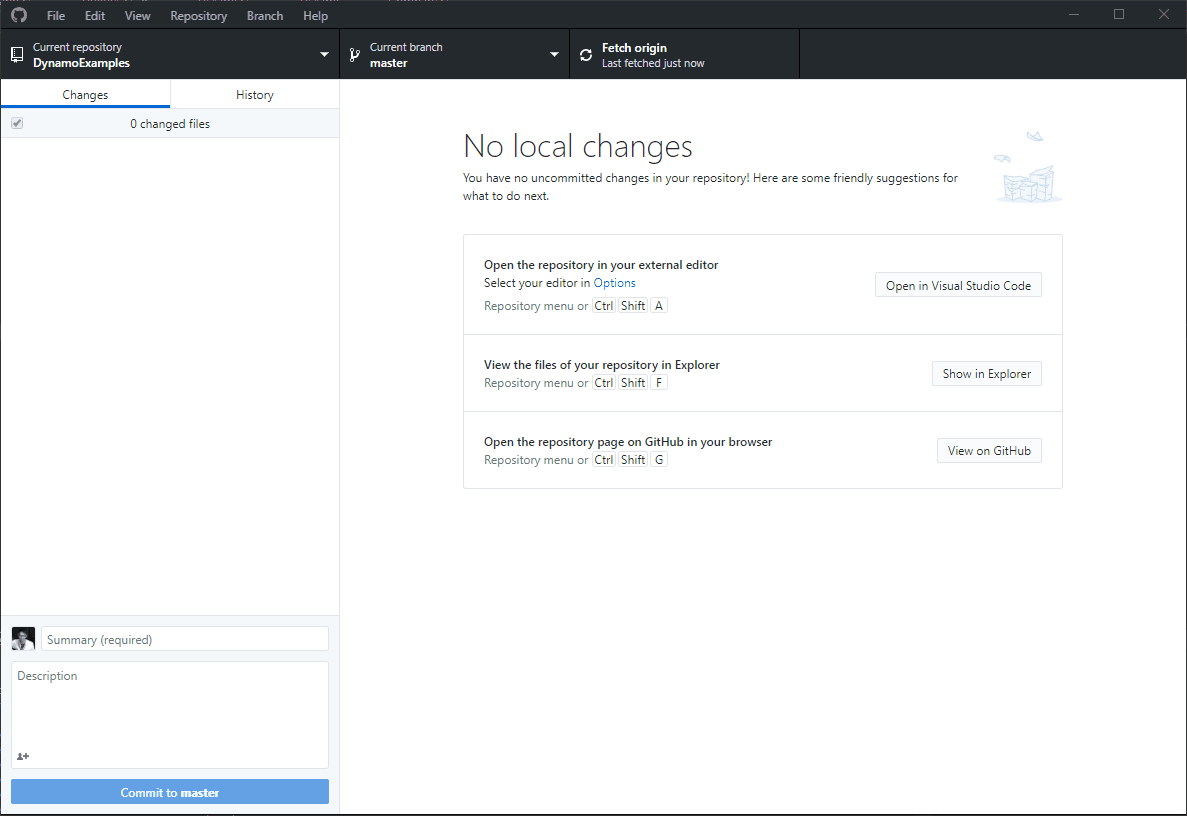 File Edit View Repository Branch Help
Current repository
DynamoExamples
Current branch
master
Fetch origin
Last fetched just now
Changes
History
0 changed files
No local changes
You have no uncommitted changes in your repository! Here are some friendly suggestions for
what to do next.
Open the repository in your external editor
Select your editor in Options
Repository menu or Ctrl Shift A
Open in Visual Studio Code
View the files of your repository in Explorer
Repository menu or Ctrl Shift F
Show in Explorer
Open the repository page on GitHub in your browser
Repository menu or Ctrl Shift G
View on GitHub
Summary (required)
Description
Commit to master